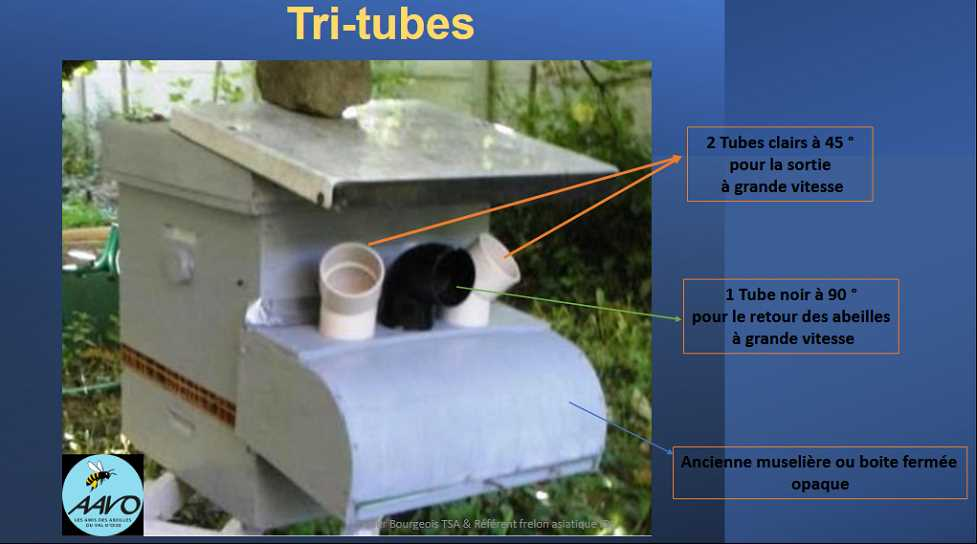 Tri-tubes
2 Tubes clairs à 45 °
pour la sortie
à grande vitesse
1 Tube noir à 90 °
pour le retour des abeilles
à grande vitesse
Ancienne muselière ou boite fermée
opaque
AAVO
LES AMIS DES ABEILLES
DU VAL D'OISE
Bourgeois TSA & Référent frelon asiatique